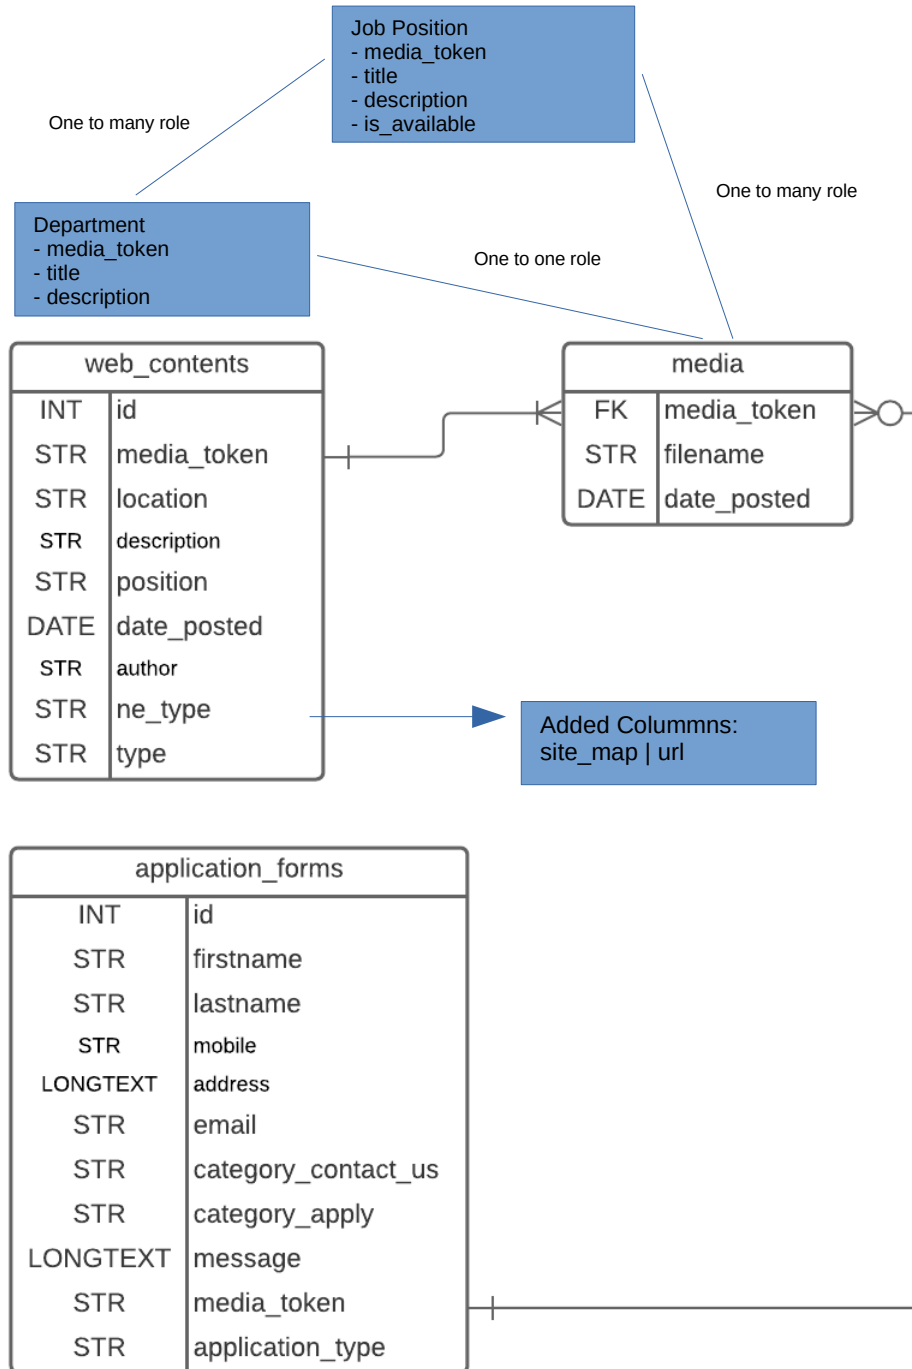 Job Position
- media_token
- title
- description
- is_available
One to many role
One to many role
Department
- media_token
- title
- description
One to one role
web_contents
INT id
STR media_token
STR location
STR description
STR position
DATE date_posted
STR author
STR ne_type
STR type
media
FK media_token
STR filename
DATE date_posted
Added Colummns:
site_map | url
application_forms
INT id
STR firstname
STR lastname
STR mobile
LONGTEXT address
STR email
STR category_contact_us
STR category_apply
LONGTEXT message
STR media_token
STR application_type